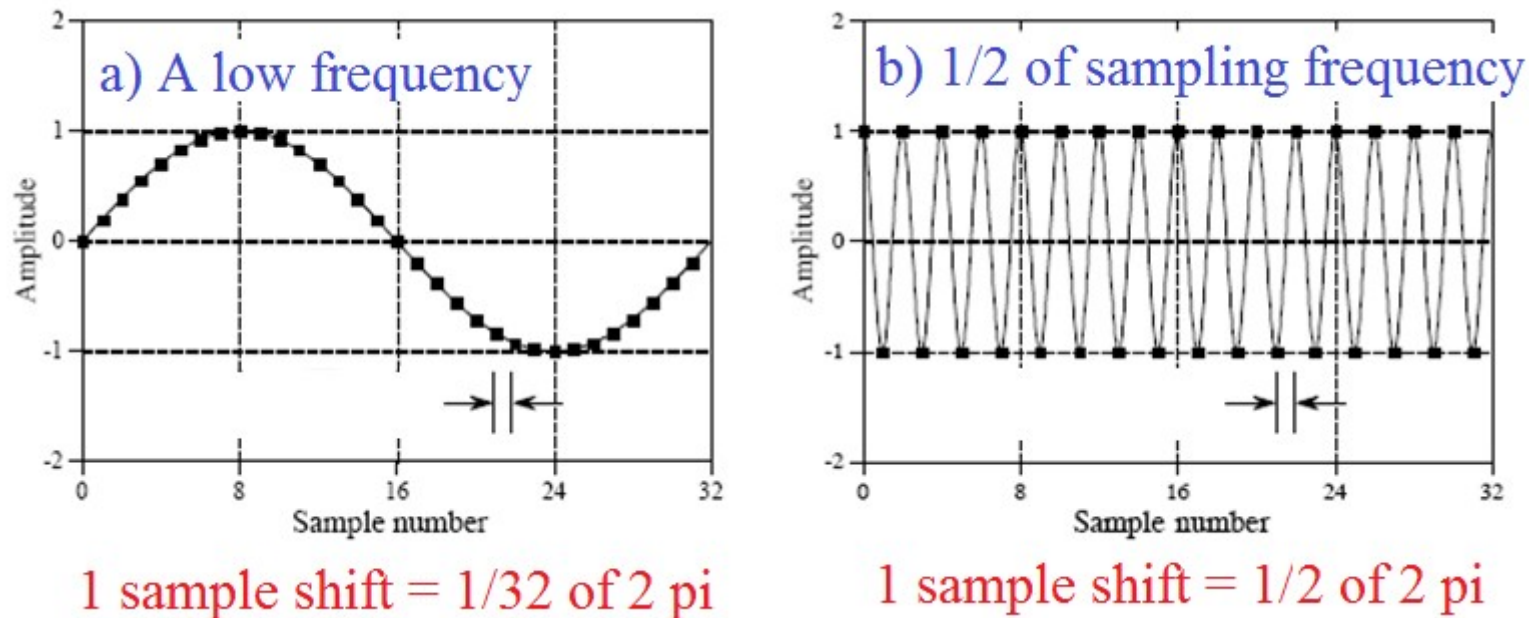 a) A low frequency
2
1
0
-1
-2
Amplitude
0 8 16 24 32
Sample number
1 sample shift = 1/32 of 2 pi
b) 1/2 of sampling frequency
2
1
0
-1
-2
Amplitude
0 8 16 24 32
Sample number
1 sample shift = 1/2 of 2 pi